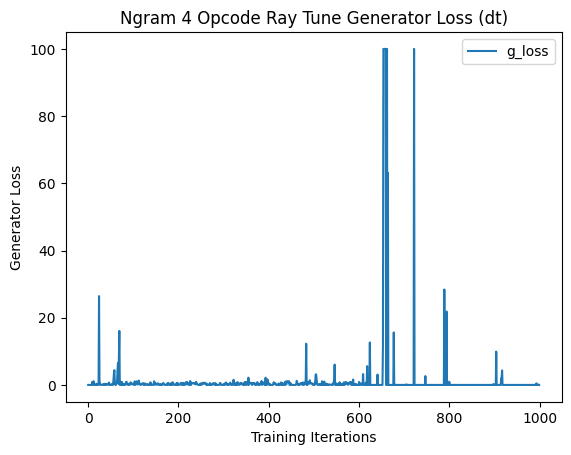 Ngram 4 Opcode Ray Tune Generator Loss (dt)
g_loss
100
80
60
40
20
0
Generator Loss
0 200 400 600 800 1000
Training Iterations